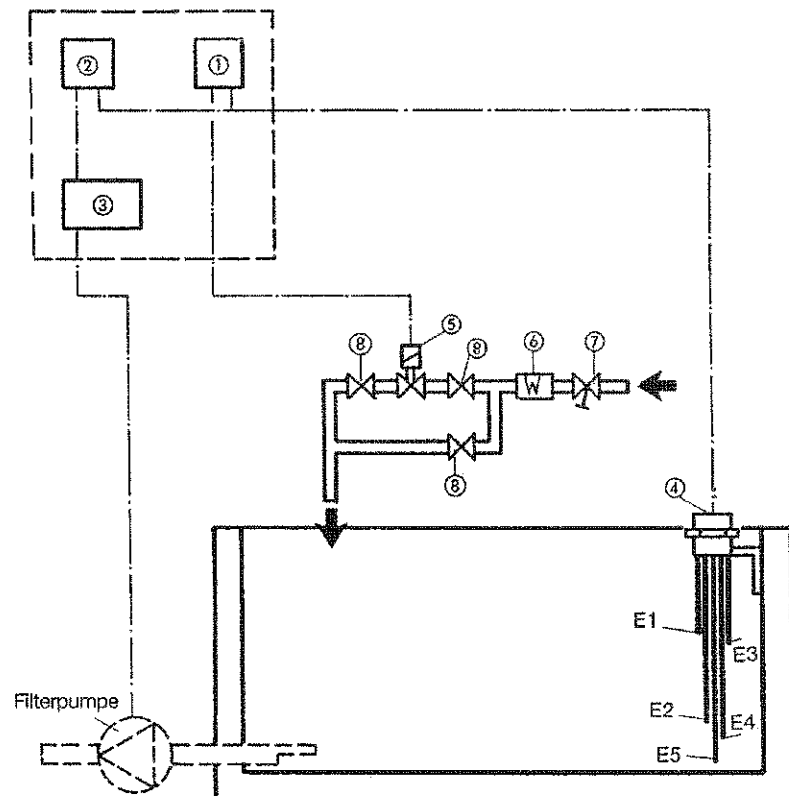 ②
①
③
⑤
⑧
⑧
⑥
⑦
W
⑧
④
E1
E3
Filterpumpe
E2
E4
E5